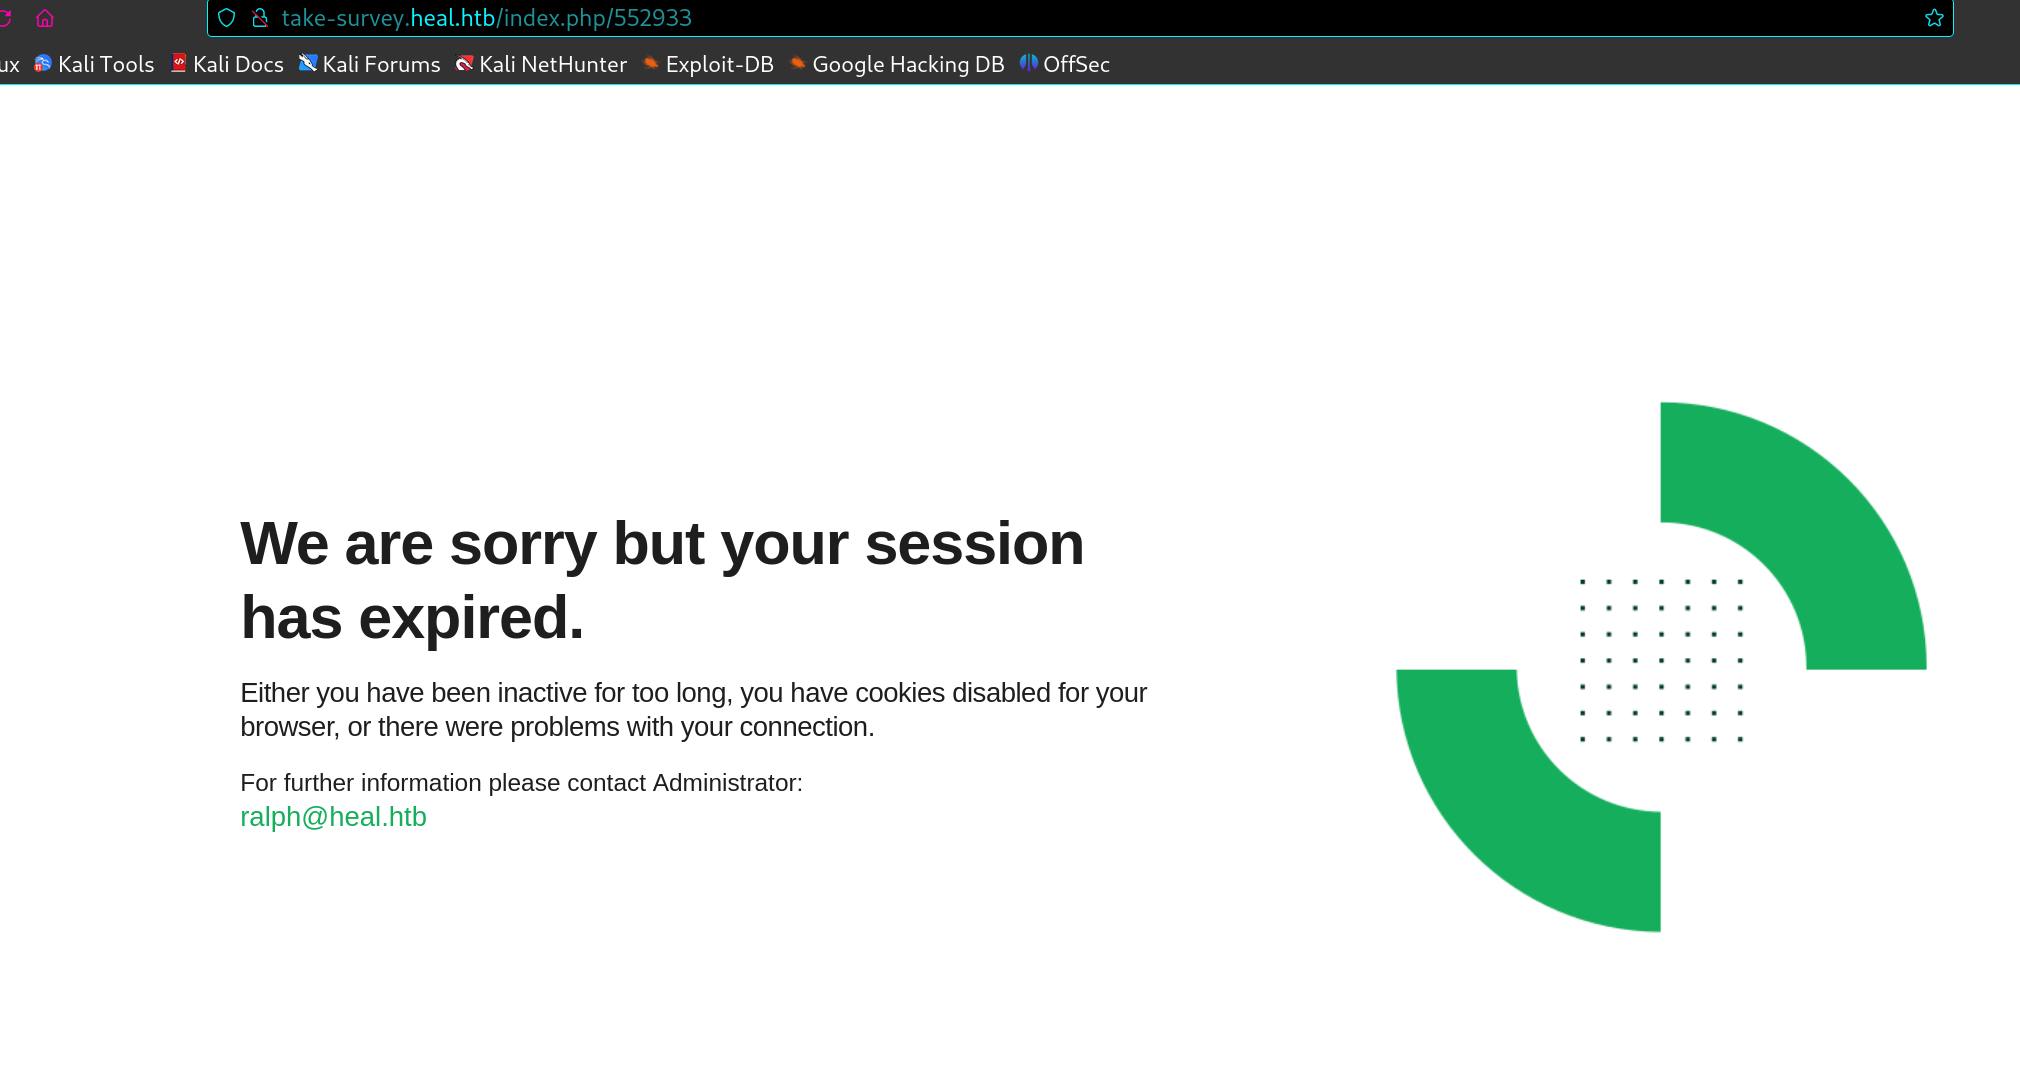 take-survey.heal.htb/index.php/552933
ux Kali Tools Kali Docs Kali Forums Kali NetHunter Exploit-DB Google Hacking DB OffSec
We are sorry but your session
has expired.
Either you have been inactive for too long, you have cookies disabled for your
browser, or there were problems with your connection.
For further information please contact Administrator:
ralph@heal.htb